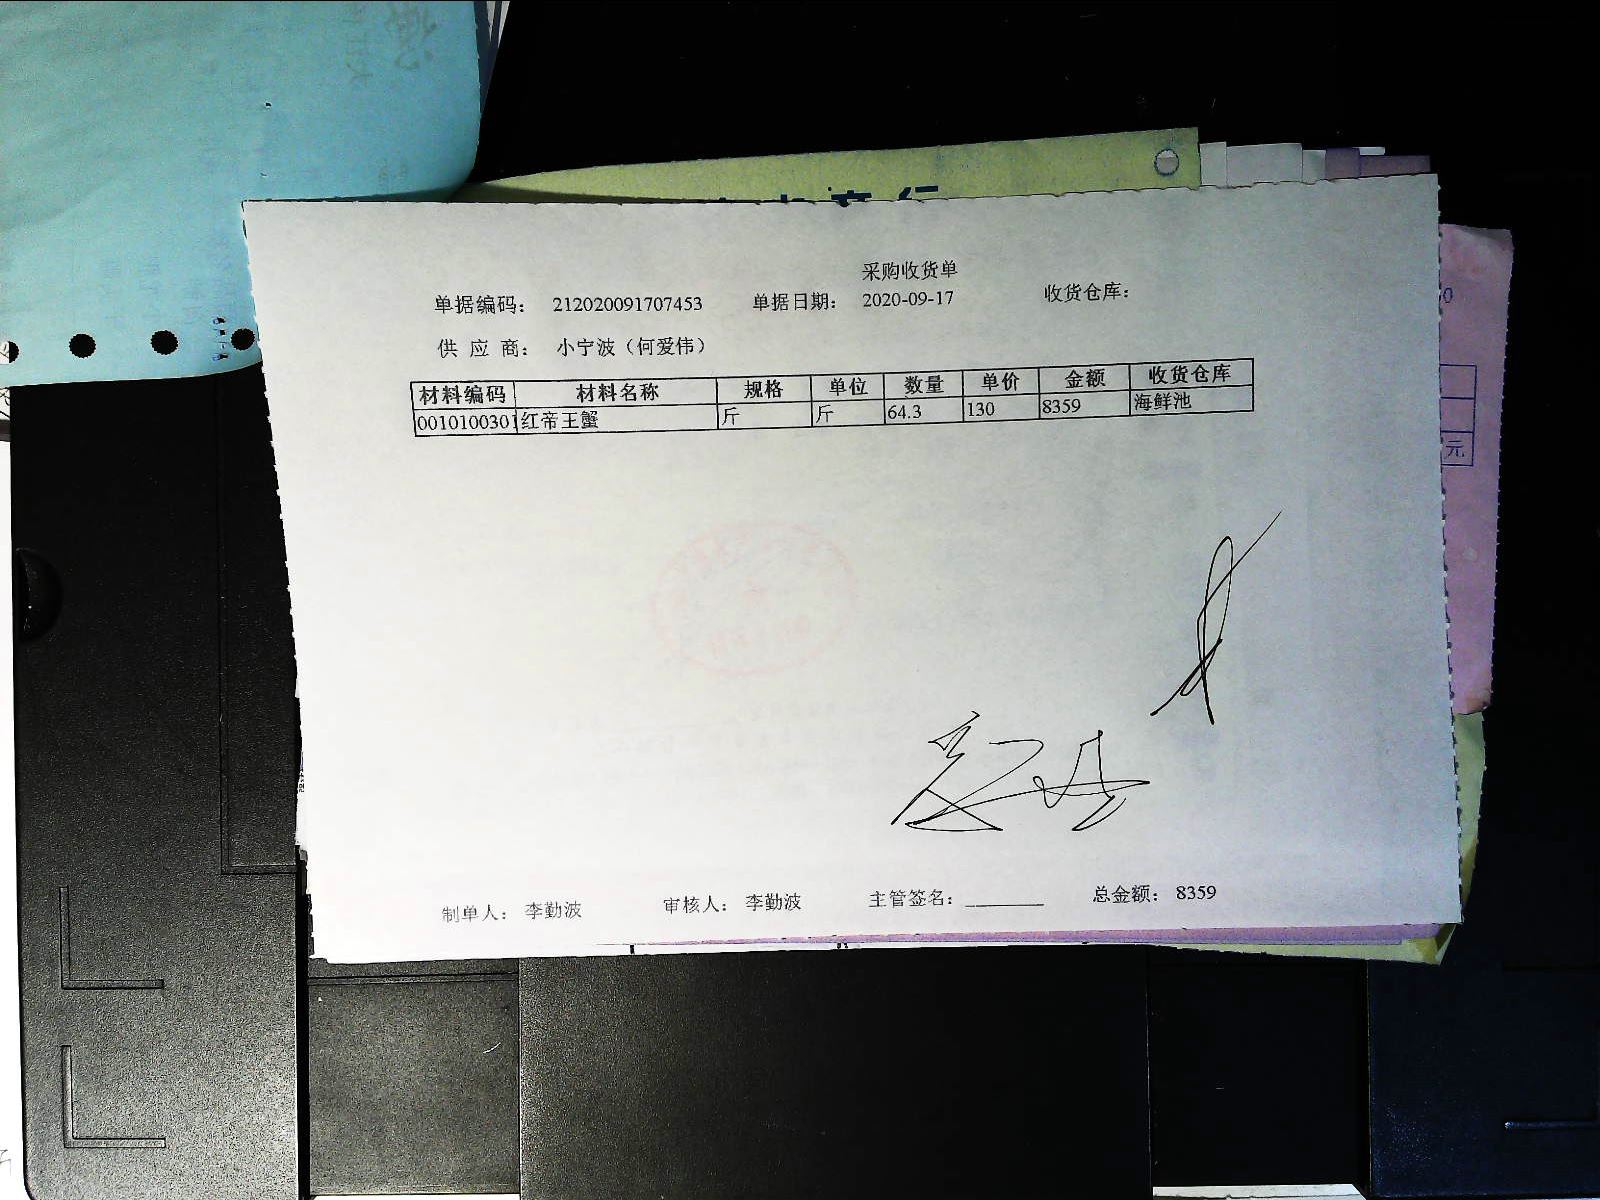 采购收货单
单据编码： 212020091707453 单据日期： 2020-09-17 收货仓库：
供 应 商： 小宁波（何爱伟）
材料编码 材料名称 规格 单位 数量 单价 金额 收货仓库
0010100301 红帝王蟹 斤 斤 64.3 130 8359 海鲜池
元
制单人： 李勤波 审核人： 李勤波 主管签名： 总金额： 8359